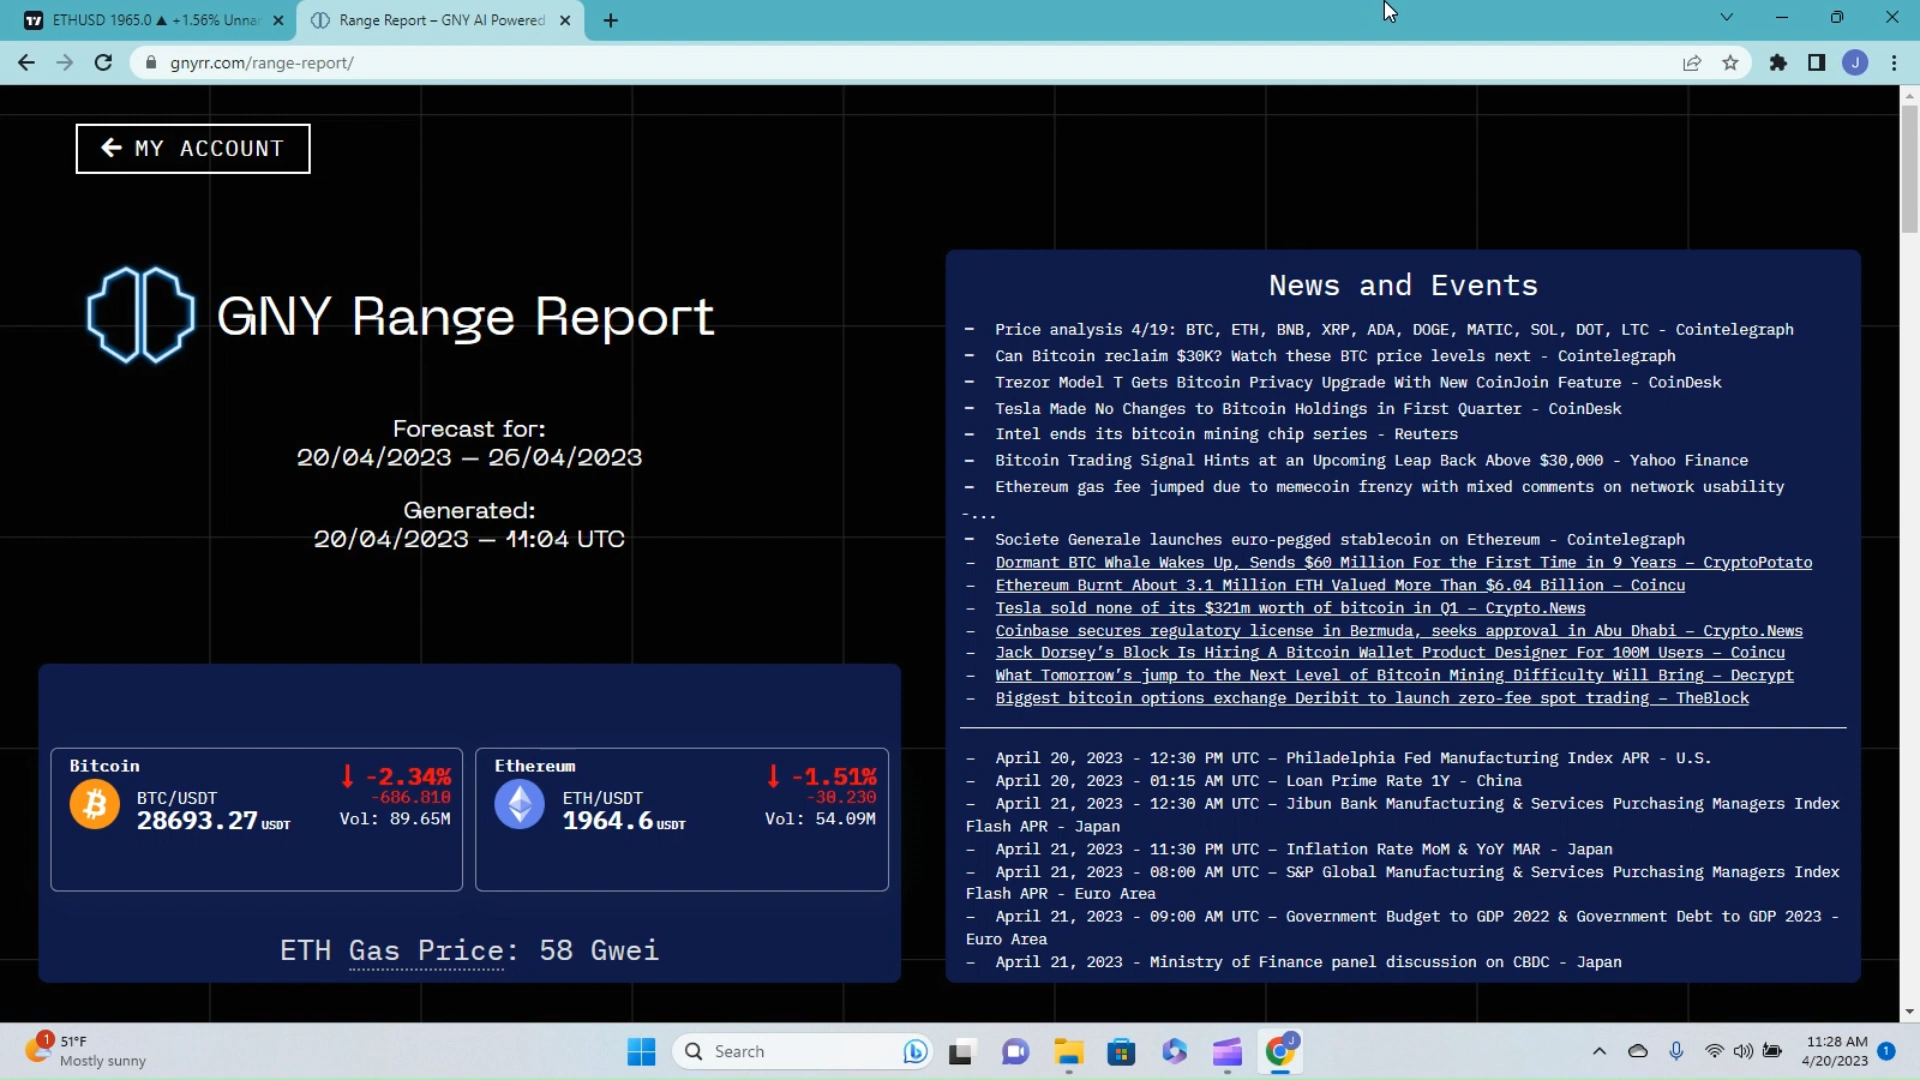 ETHUSD 1965.0 ▲ +1.56% Unnar
Range Report – GNY AI Powered
gnyrr.com/range-report/
J
MY ACCOUNT
GNY Range Report
Forecast for:
20/04/2023 – 26/04/2023
Generated:
20/04/2023 – 11:04 UTC
Bitcoin
BTC/USDT
28693.27 USDT
-2.34%
-686.810
Vol: 89.65M
Ethereum
ETH/USDT
1964.6 USDT
-1.51%
-30.230
Vol: 54.09M
ETH Gas Price: 58 Gwei
News and Events
– Price analysis 4/19: BTC, ETH, BNB, XRP, ADA, DOGE, MATIC, SOL, DOT, LTC - Cointelegraph
– Can Bitcoin reclaim $30K? Watch these BTC price levels next - Cointelegraph
– Trezor Model T Gets Bitcoin Privacy Upgrade With New CoinJoin Feature - CoinDesk
– Tesla Made No Changes to Bitcoin Holdings in First Quarter - CoinDesk
– Intel ends its bitcoin mining chip series - Reuters
– Bitcoin Trading Signal Hints at an Upcoming Leap Back Above $30,000 - Yahoo Finance
– Ethereum gas fee jumped due to memecoin frenzy with mixed comments on network usability
-...
– Societe Generale launches euro-pegged stablecoin on Ethereum - Cointelegraph
– Dormant BTC Whale Wakes Up, Sends $60 Million For the First Time in 9 Years – CryptoPotato
– Ethereum Burnt About 3.1 Million ETH Valued More Than $6.04 Billion – Coincu
– Tesla sold none of its $321m worth of bitcoin in Q1 – Crypto.News
– Coinbase secures regulatory license in Bermuda, seeks approval in Abu Dhabi – Crypto.News
– Jack Dorsey’s Block Is Hiring A Bitcoin Wallet Product Designer For 100M Users – Coincu
– What Tomorrow’s jump to the Next Level of Bitcoin Mining Difficulty Will Bring – Decrypt
– Biggest bitcoin options exchange Deribit to launch zero-fee spot trading – TheBlock
– April 20, 2023 - 12:30 PM UTC – Philadelphia Fed Manufacturing Index APR - U.S.
– April 20, 2023 - 01:15 AM UTC – Loan Prime Rate 1Y - China
– April 21, 2023 - 12:30 AM UTC – Jibun Bank Manufacturing & Services Purchasing Managers Index
Flash APR - Japan
– April 21, 2023 - 11:30 PM UTC – Inflation Rate MoM & YoY MAR - Japan
– April 21, 2023 - 08:00 AM UTC – S&P Global Manufacturing & Services Purchasing Managers Index
Flash APR - Euro Area
– April 21, 2023 - 09:00 AM UTC – Government Budget to GDP 2022 & Government Debt to GDP 2023 -
Euro Area
– April 21, 2023 - Ministry of Finance panel discussion on CBDC - Japan
1
51°F
Mostly sunny
Search
J
11:28 AM
4/20/2023
1